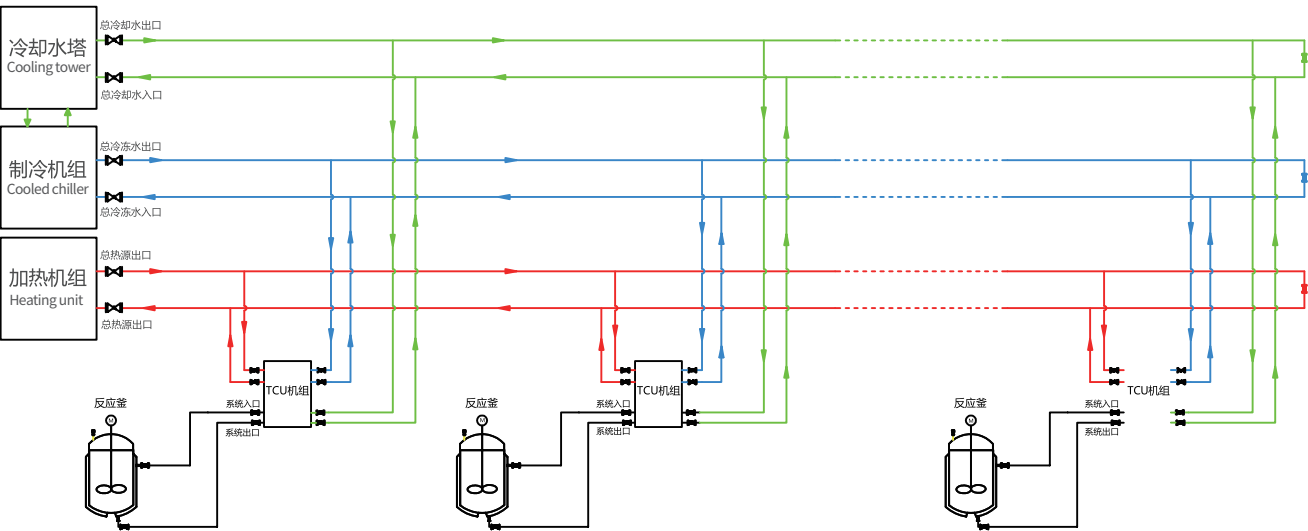 总冷却水出口
冷却水塔
Cooling tower
总冷却水入口
总冷冻水出口
制冷机组
Cooled chiller
总冷冻水入口
总热源出口
加热机组
Heating unit
总热源出口
TCU机组
TCU机组
TCU机组
反应釜
系统入口
反应釜
系统入口
反应釜
系统入口
M
系统出口
M
系统出口
M
系统出口